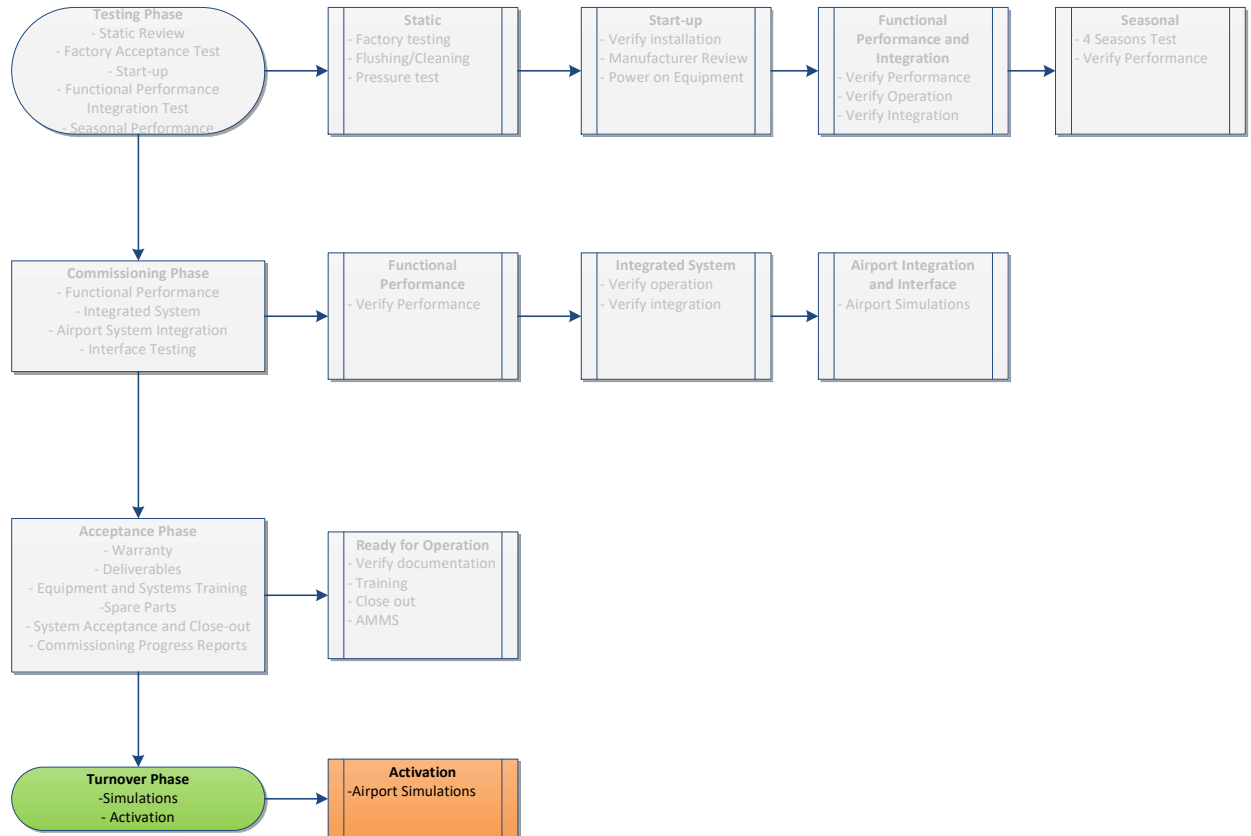 Testing Phase
- Static Review
- Factory Acceptance Test
- Start-up
- Functional Performance
Integration Test
- Seasonal Performance
Static
- Factory testing
- Flushing/Cleaning
- Pressure test
Start-up
- Verify installation
- Manufacturer Review
- Power on Equipment
Functional
Performance and
Integration
- Verify Performance
- Verify Operation
- Verify Integration
Seasonal
- 4 Seasons Test
- Verify Performance
Commissioning Phase
- Functional Performance
- Integrated System
- Airport System Integration
- Interface Testing
Functional
Performance
- Verify Performance
Integrated System
- Verify operation
- Verify integration
Airport Integration
and Interface
- Airport Simulations
Acceptance Phase
- Warranty
- Deliverables
- Equipment and Systems Training
-Spare Parts
- System Acceptance and Close-out
- Commissioning Progress Reports
Ready for Operation
- Verify documentation
- Training
- Close out
- AMMS
Turnover Phase
-Simulations
- Activation
Activation
-Airport Simulations